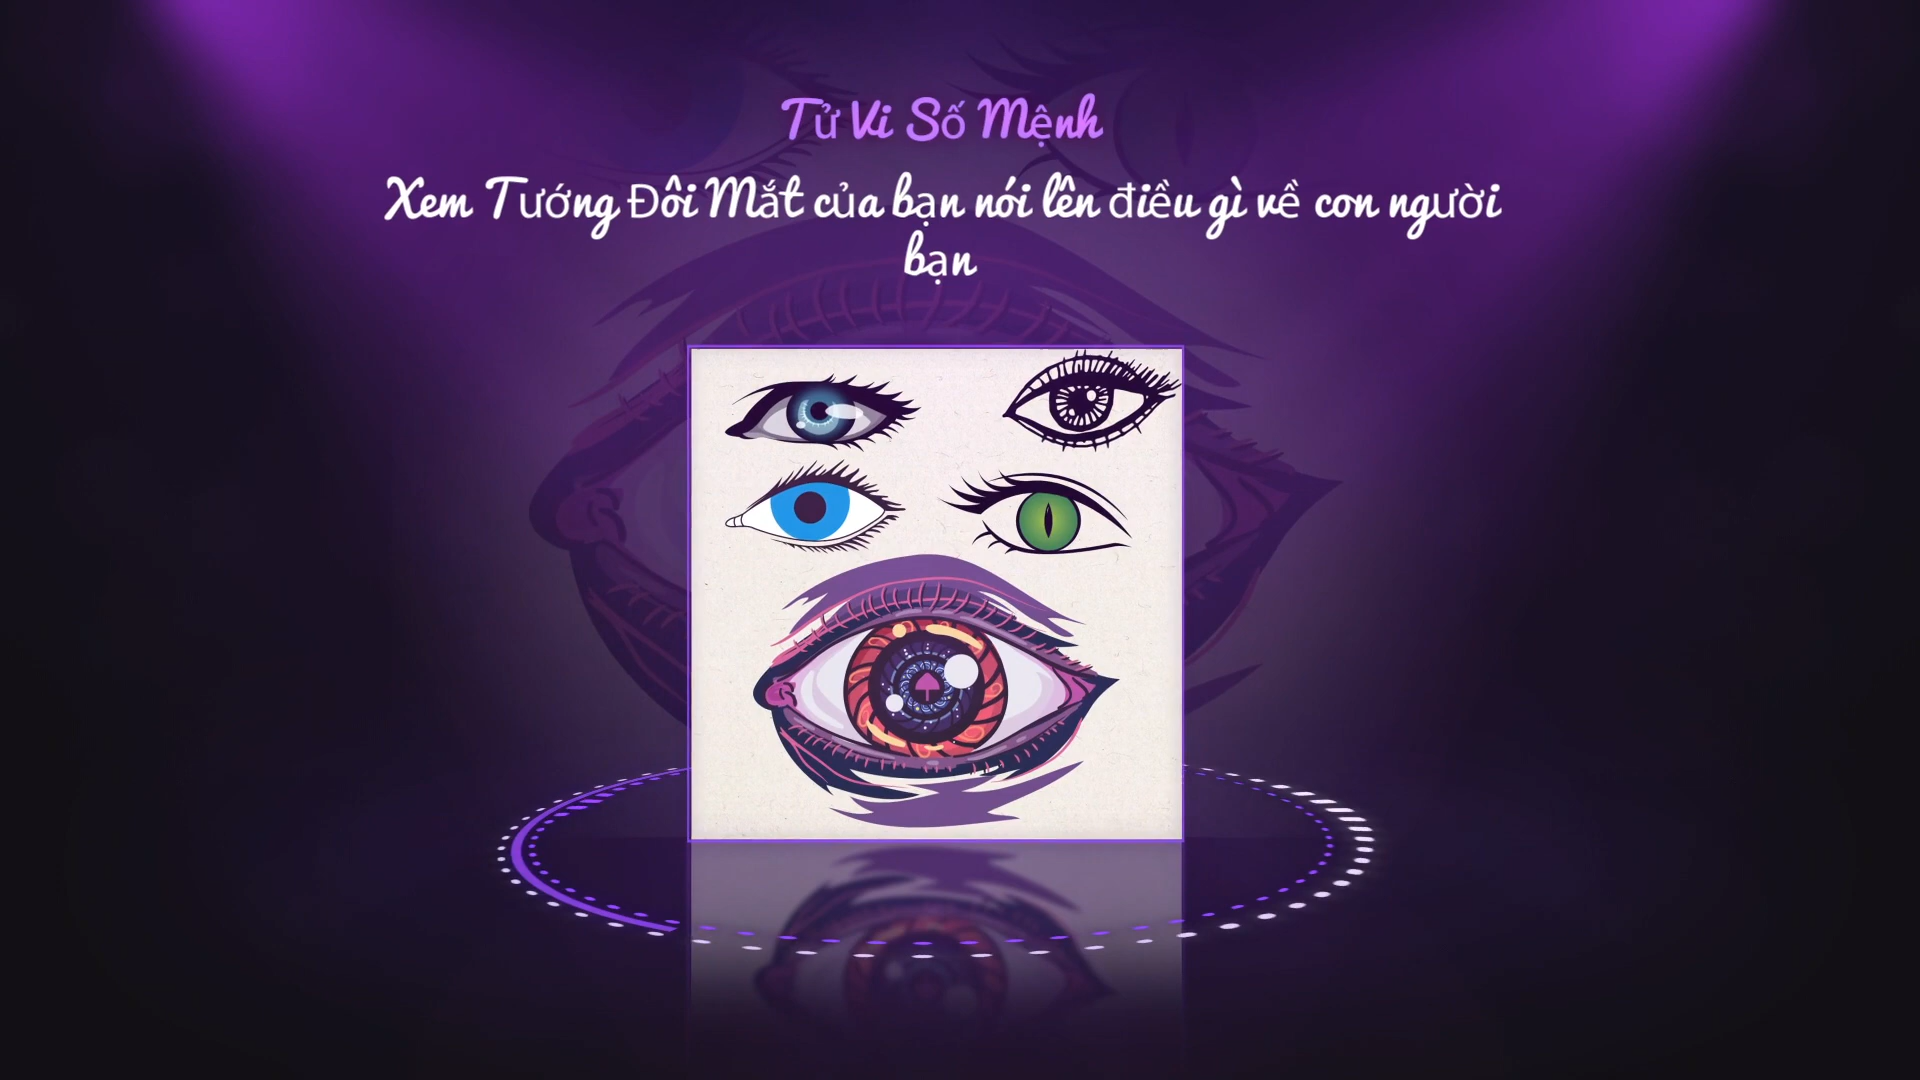 Tử Vi Số Mệnh
Xem Tướng Đôi Mắt của bạn nói lên điều gì về con người
bạn